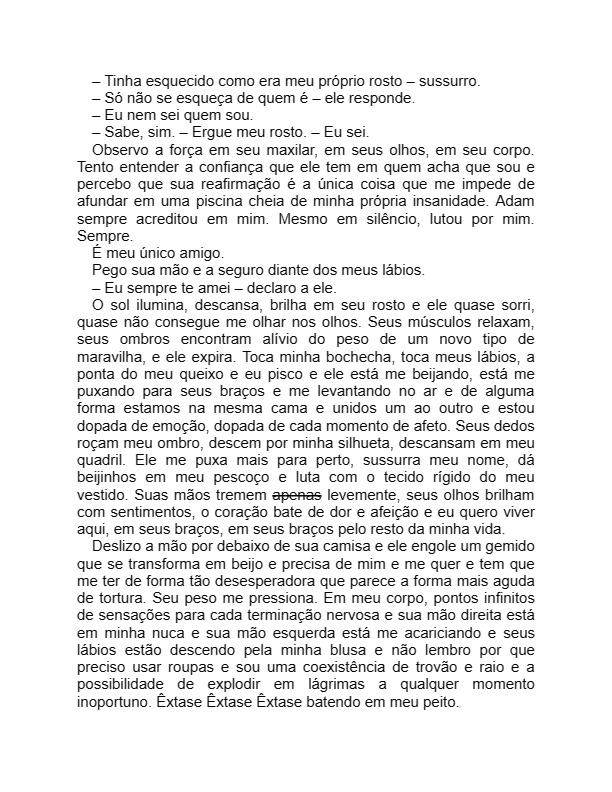 – Tinha esquecido como era meu próprio rosto – sussurro.
– Só não se esqueça de quem é – ele responde.
– Eu nem sei quem sou.
– Sabe, sim. – Ergue meu rosto. – Eu sei.
Observo a força em seu maxilar, em seus olhos, em seu corpo.
Tento entender a confiança que ele tem em quem acha que sou e
percebo que sua reafirmação é a única coisa que me impede de
afundar em uma piscina cheia de minha própria insanidade. Adam
sempre acreditou em mim. Mesmo em silêncio, lutou por mim.
Sempre.
É meu único amigo.
Pego sua mão e a seguro diante dos meus lábios.
– Eu sempre te amei – declaro a ele.
O sol ilumina, descansa, brilha em seu rosto e ele quase sorri,
quase não consegue me olhar nos olhos. Seus músculos relaxam,
seus ombros encontram alívio do peso de um novo tipo de
maravilha, e ele expira. Toca minha bochecha, toca meus lábios, a
ponta do meu queixo e eu pisco e ele está me beijando, está me
puxando para seus braços e me levantando no ar e de alguma
forma estamos na mesma cama e unidos um ao outro e estou
dopada de emoção, dopada de cada momento de afeto. Seus dedos
roçam meu ombro, descem por minha silhueta, descansam em meu
quadril. Ele me puxa mais para perto, sussurra meu nome, dá
beijinhos em meu pescoço e luta com o tecido rígido do meu
vestido. Suas mãos tremem apenas levemente, seus olhos brilham
com sentimentos, o coração bate de dor e afeição e eu quero viver
aqui, em seus braços, em seus braços pelo resto da minha vida.
Deslizo a mão por debaixo de sua camisa e ele engole um gemido
que se transforma em beijo e precisa de mim e me quer e tem que
me ter de forma tão desesperadora que parece a forma mais aguda
de tortura. Seu peso me pressiona. Em meu corpo, pontos infinitos
de sensações para cada terminação nervosa e sua mão direita está
em minha nuca e sua mão esquerda está me acariciando e seus
lábios estão descendo pela minha blusa e não lembro por que
preciso usar roupas e sou uma coexistência de trovão e raio e a
possibilidade de explodir em lágrimas a qualquer momento
inoportuno. Êxtase Êxtase Êxtase batendo em meu peito.